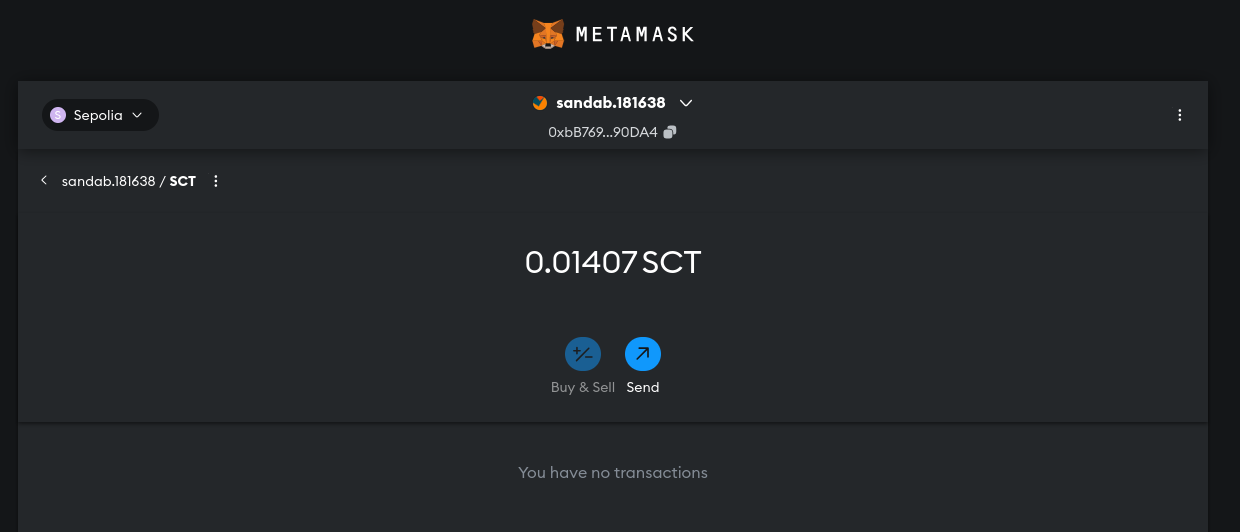 METAMASK
S Sepolia
sandab.181638
0xbB769...90DA4
sandab.181638 / SCT
0.01407 SCT
Buy & Sell Send
You have no transactions